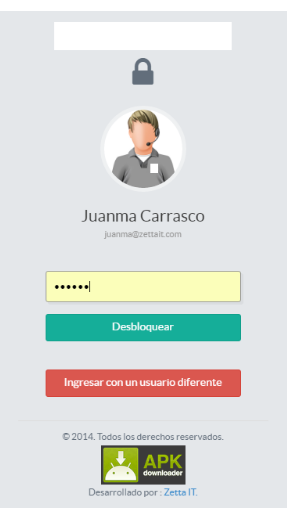 Juanma Carrasco
juanma@zettait.com
••••••
Desbloquear
Ingresar con un usuario diferente
© 2014. Todos los derechos reservados.
APK
downloader
Desarrollado por : Zetta IT.